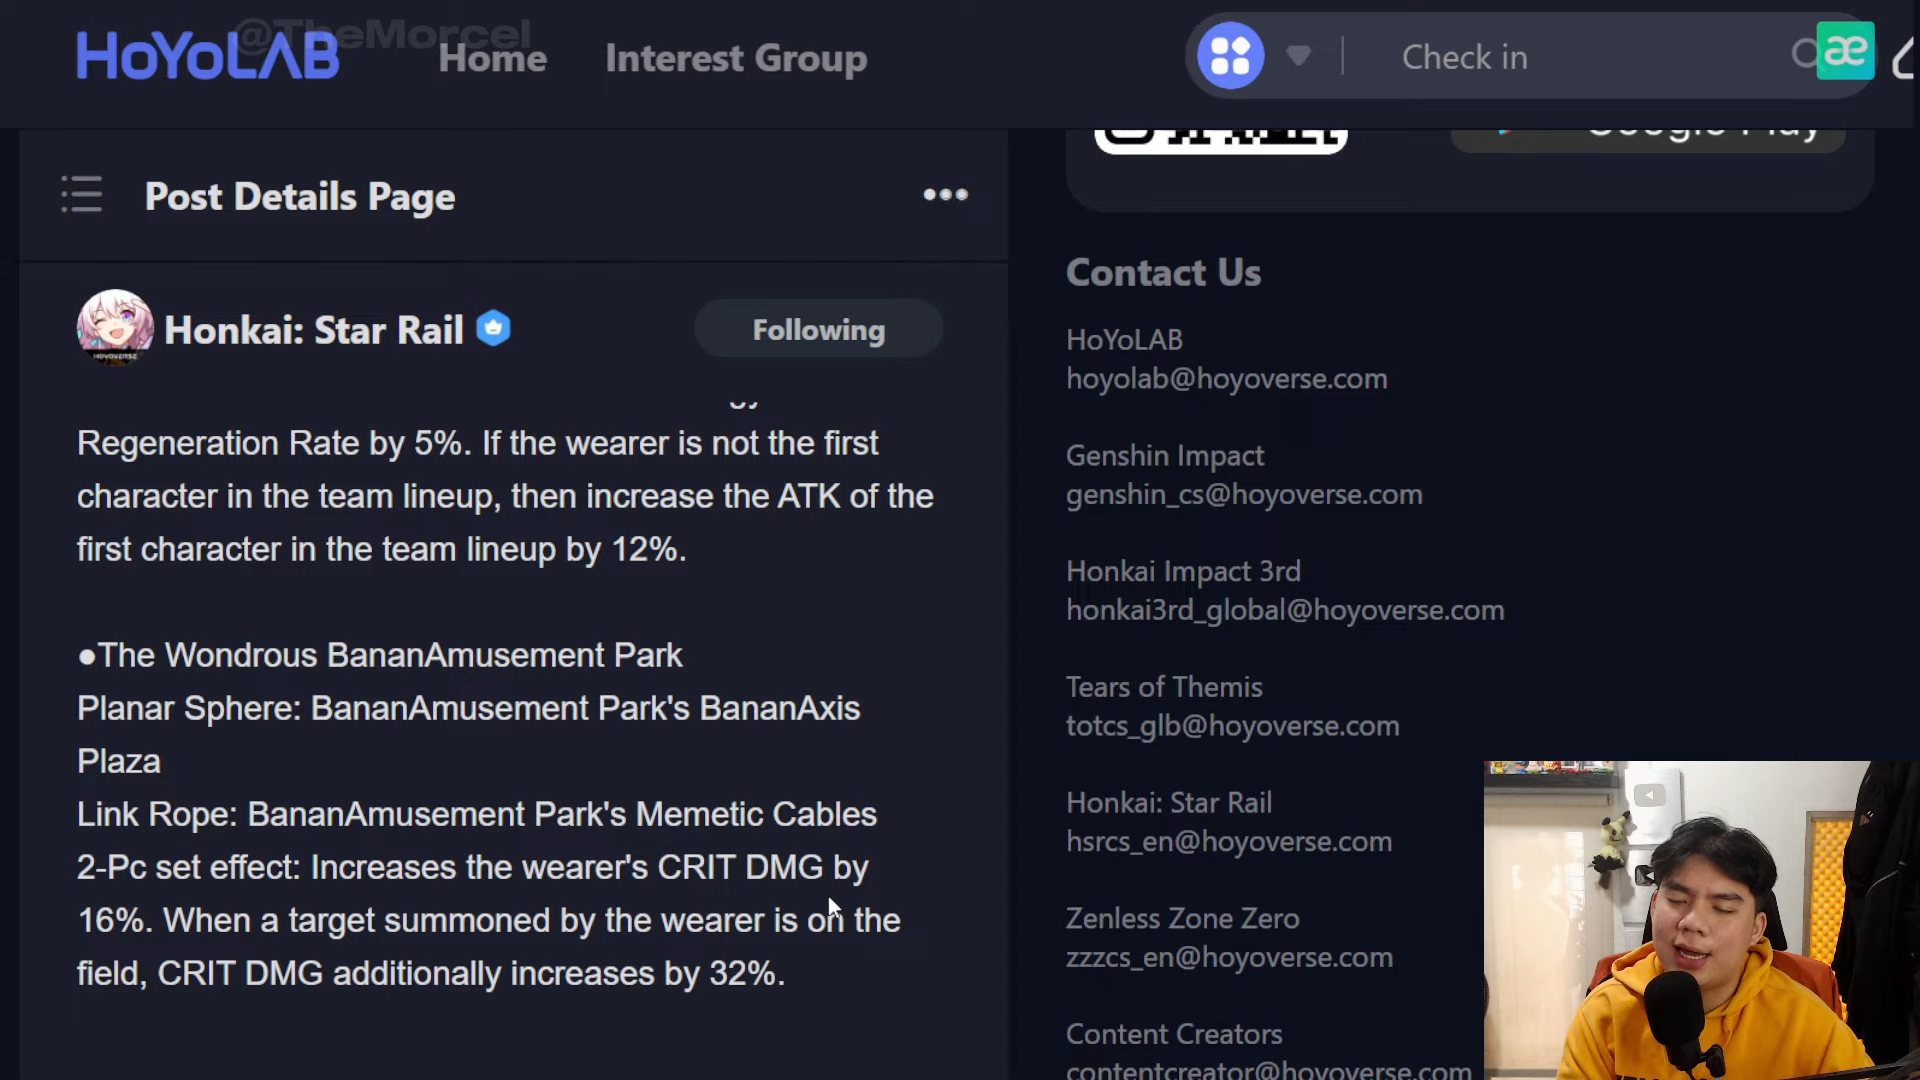 @TheMorcel
HoYoLAB
Home
Interest Group
Check in
æ
Google Play
Post Details Page
Honkai: Star Rail
Following
Regeneration Rate by 5%. If the wearer is not the first
character in the team lineup, then increase the ATK of the
first character in the team lineup by 12%.
●The Wondrous BananAmusement Park
Planar Sphere: BananAmusement Park's BananAxis
Plaza
Link Rope: BananAmusement Park's Memetic Cables
2-Pc set effect: Increases the wearer's CRIT DMG by
16%. When a target summoned by the wearer is on the
field, CRIT DMG additionally increases by 32%.
Contact Us
HoYoLAB
hoyolab@hoyoverse.com
Genshin Impact
genshin_cs@hoyoverse.com
Honkai Impact 3rd
honkai3rd_global@hoyoverse.com
Tears of Themis
totcs_glb@hoyoverse.com
Honkai: Star Rail
hsrcs_en@hoyoverse.com
Zenless Zone Zero
zzzcs_en@hoyoverse.com
Content Creators
contentcreator@hoyoverse.com